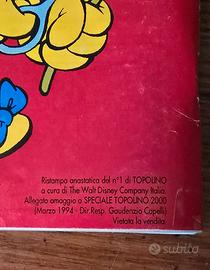 Ristampa anastatica del n°1 di TOPOLINO
a cura di The Walt Disney Company Italia.
Allegato omaggio a SPECIALE TOPOLINO 2000
(Marzo 1994 - Dir.Resp. Gaudenzio Capelli)
Vietata la vendita.
subito